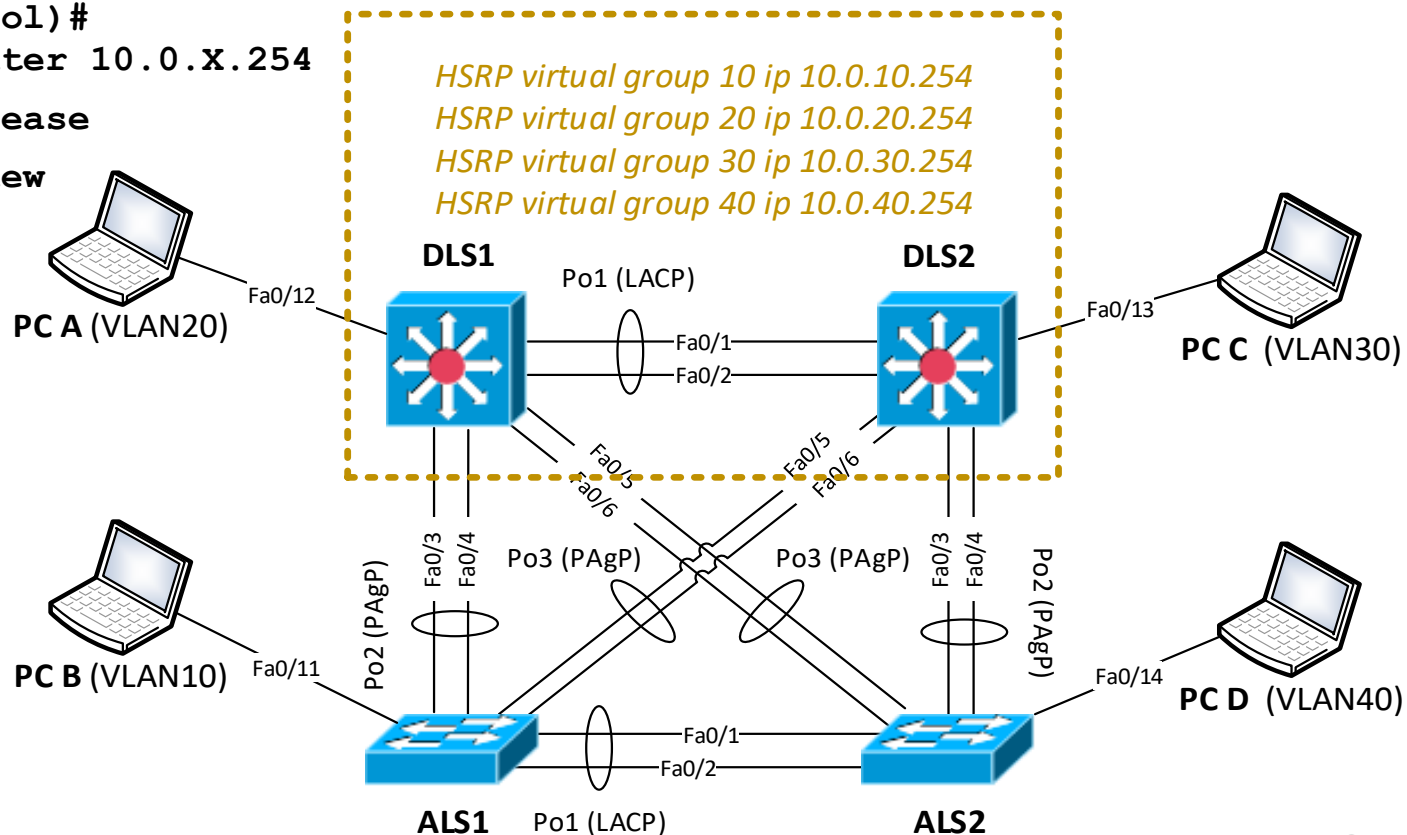 ol)#
ter 10.0.X.254
ease
ew
HSRP virtual group 10 ip 10.0.10.254
HSRP virtual group 20 ip 10.0.20.254
HSRP virtual group 30 ip 10.0.30.254
HSRP virtual group 40 ip 10.0.40.254
DLS1
DLS2
Po1 (LACP)
Fa0/12
Fa0/13
PC A (VLAN20)
PC C (VLAN30)
Fa0/1
Fa0/2
Fa0/5
Fa0/6
Fa0/5
Fa0/6
Fa0/3
Fa0/4
Po2 (PAgP)
Po3 (PAgP)
Po3 (PAgP)
Fa0/3
Fa0/4
Po2 (PAgP)
PC B (VLAN10)
Fa0/11
Fa0/14
PC D (VLAN40)
Fa0/1
Fa0/2
ALS1
Po1 (LACP)
ALS2